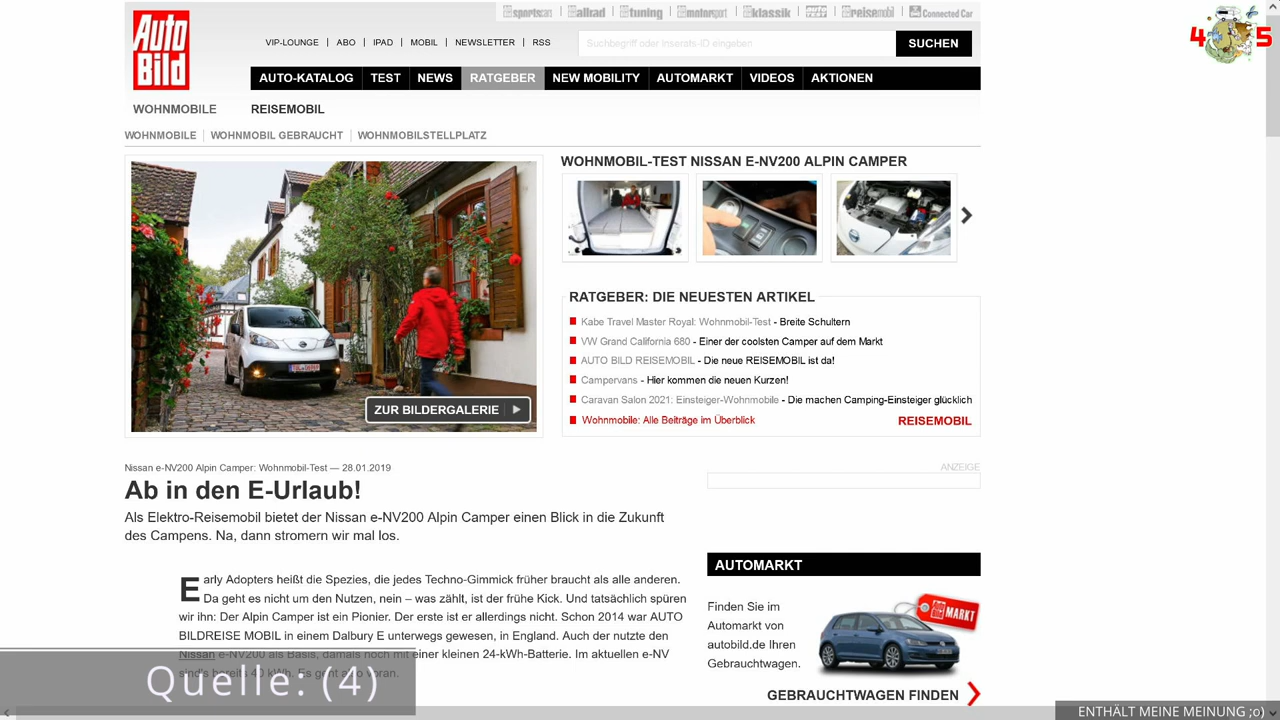 sportscars allrad tuning motorsport klassik reisemobil Connected Car
Auto Bild
VIP-LOUNGE | ABO | IPAD | MOBIL | NEWSLETTER | RSS
Suchbegriff oder Inserats-ID eingeben
SUCHEN
AUTO-KATALOG TEST NEWS RATGEBER NEW MOBILITY AUTOMARKT VIDEOS AKTIONEN
4 5
WOHNMOBILE REISEMOBIL
WOHNMOBILE | WOHNMOBIL GEBRAUCHT | WOHNMOBILSTELLPLATZ
WOHNMOBIL-TEST NISSAN E-NV200 ALPIN CAMPER
ZUR BILDERGALERIE
RATGEBER: DIE NEUESTEN ARTIKEL
Kabe Travel Master Royal: Wohnmobil-Test - Breite Schultern
VW Grand California 680 - Einer der coolsten Camper auf dem Markt
AUTO BILD REISEMOBIL - Die neue REISEMOBIL ist da!
Campervans - Hier kommen die neuen Kurzen!
Caravan Salon 2021: Einsteiger-Wohnmobile - Die machen Camping-Einsteiger glücklich
Wohnmobile: Alle Beiträge im Überblick
REISEMOBIL
Nissan e-NV200 Alpin Camper: Wohnmobil-Test — 28.01.2019
Ab in den E-Urlaub!
Als Elektro-Reisemobil bietet der Nissan e-NV200 Alpin Camper einen Blick in die Zukunft
des Campens. Na, dann stromern wir mal los.
Early Adopters heißt die Spezies, die jedes Techno-Gimmick früher braucht als alle anderen.
Da geht es nicht um den Nutzen, nein – was zählt, ist der frühe Kick. Und tatsächlich spüren
wir ihn: Der Alpin Camper ist ein Pionier. Der erste ist er allerdings nicht. Schon 2014 war AUTO
BILDREISE MOBIL in einem Dalbury E unterwegs gewesen, in England. Auch der nutzte den
Nissan e-NV200 als Basis, damals noch mit einer kleinen 24-kWh-Batterie. Im aktuellen e-NV
sind's bereits 40 kWh. Es geht also voran.
ANZEIGE
AUTOMARKT
Finden Sie im
Automarkt von
autobild.de Ihren
Gebrauchtwagen.
MARKT
GEBRAUCHTWAGEN FINDEN
Quelle: (4)
ENTHÄLT MEINE MEINUNG ;o)